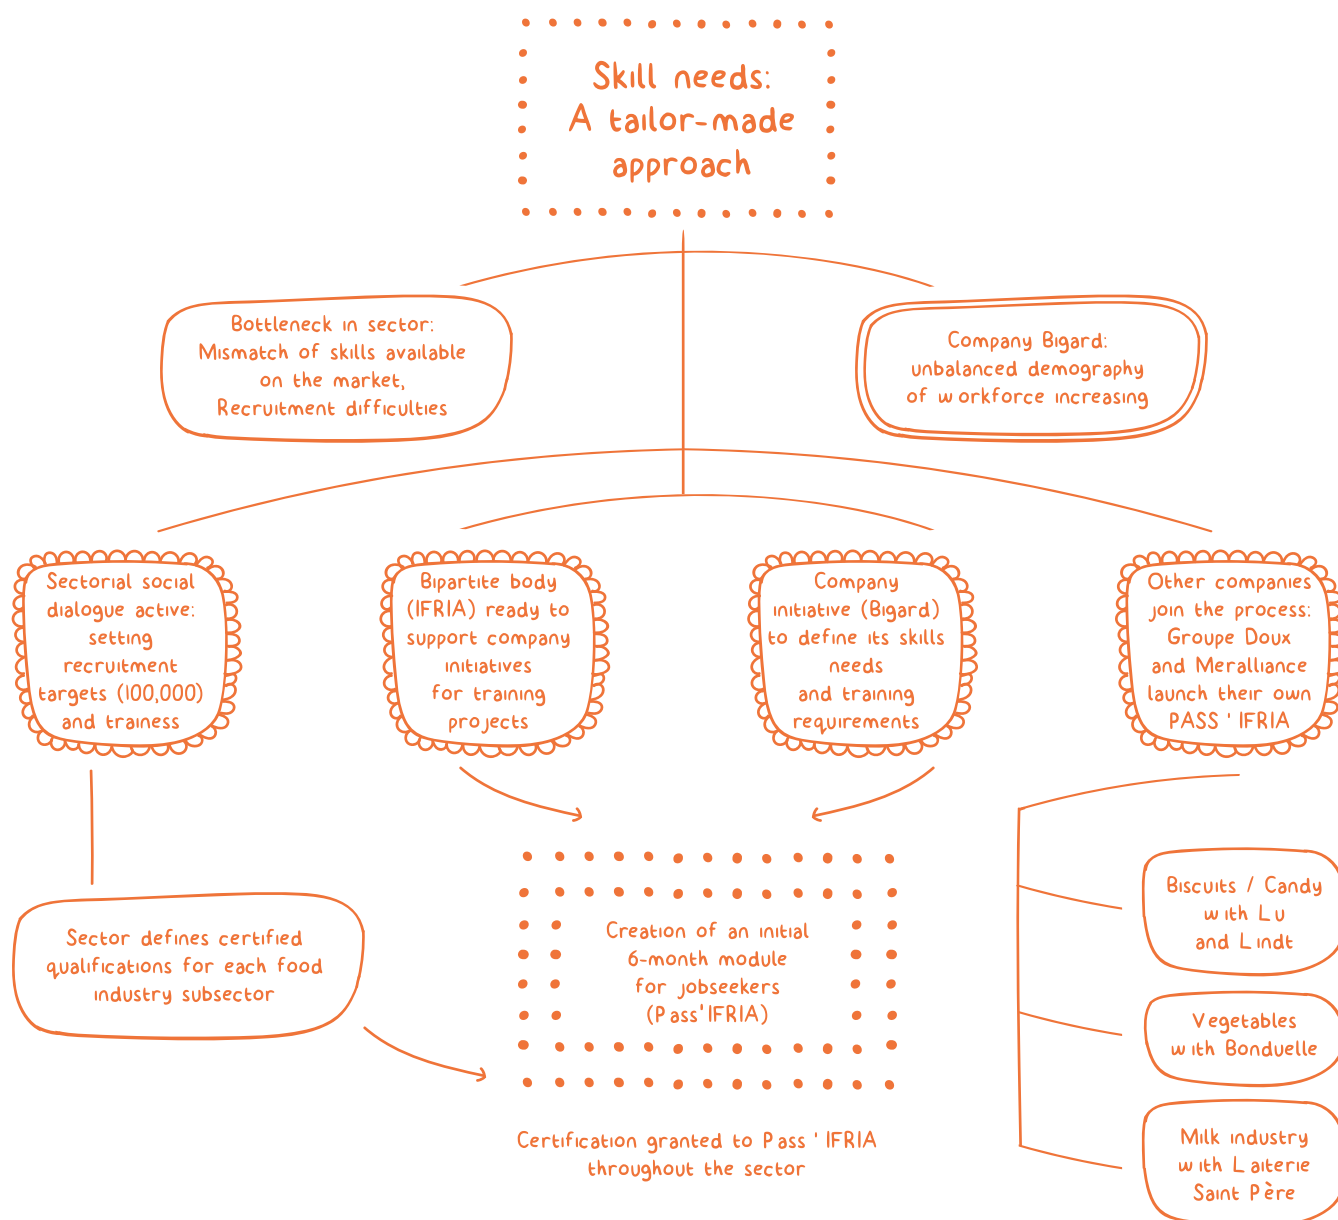 Skill needs:
A tailor-made
approach
Bottleneck in sector:
Mismatch of skills available
on the market,
Recruitment difficulties
Company Bigard:
unbalanced demography
of workforce increasing
Sectorial social
dialogue active:
setting
recruitment
targets (100,000)
and trainess
Bipartite body
(IFRIA) ready to
support company
initiatives
for training
projects
Company
initiative (Bigard)
to define its skills
needs
and training
requirements
Other companies
join the process:
Groupe Doux
and Meralliance
launch their own
PASS ' IFRIA
Sector defines certified
qualifications for each food
industry subsector
Creation of an initial
6-month module
for jobseekers
(Pass'IFRIA)
Certification granted to Pass ' IFRIA
throughout the sector
Biscuits / Candy
with Lu
and Lindt
Vegetables
with Bonduelle
Milk industry
with Laiterie
Saint Père